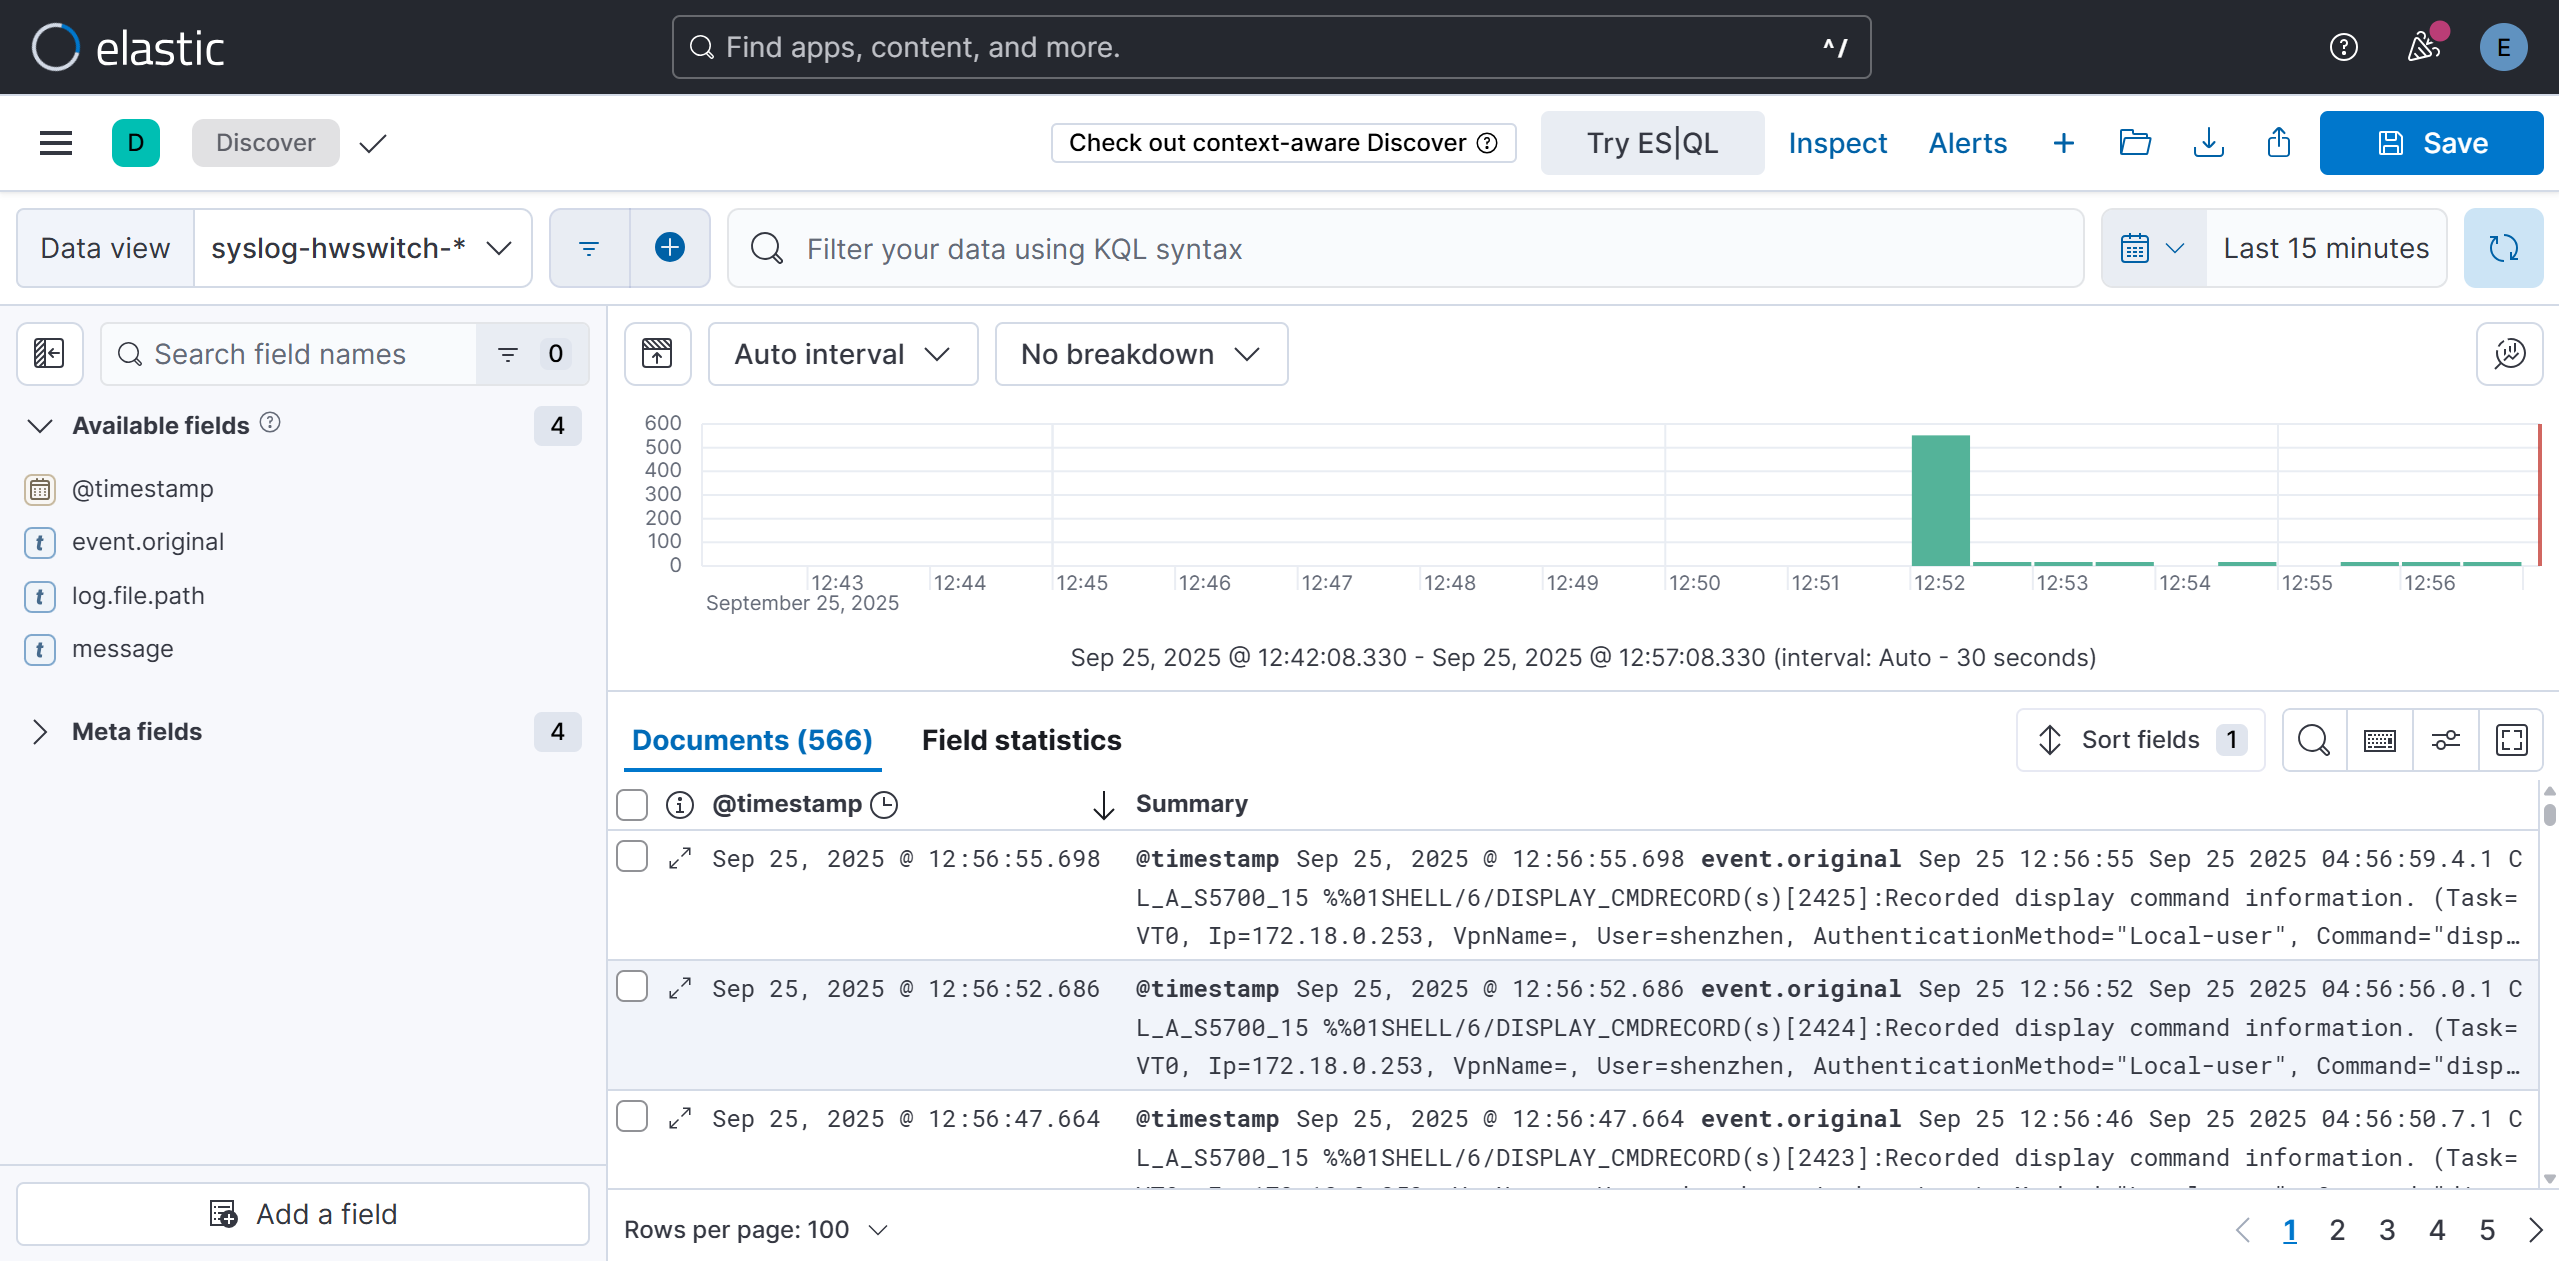 elastic
Find apps, content, and more.
^ /
E
D
Discover
Check out context-aware Discover
Try ES|QL
Inspect
Alerts
Save
Data view
syslog-hwswitch-*
Filter your data using KQL syntax
Last 15 minutes
Search field names
0
Auto interval
No breakdown
Available fields
4
@timestamp
event.original
log.file.path
message
Meta fields
4
Add a field
600
500
400
300
200
100
0
12:43
12:44
12:45
12:46
12:47
12:48
12:49
12:50
12:51
12:52
12:53
12:54
12:55
12:56
September 25, 2025
Sep 25, 2025 @ 12:42:08.330 - Sep 25, 2025 @ 12:57:08.330 (interval: Auto - 30 seconds)
Documents (566)
Field statistics
Sort fields 1
@timestamp
Summary
Sep 25, 2025 @ 12:56:55.698
@timestamp Sep 25, 2025 @ 12:56:55.698 event.original Sep 25 12:56:55 Sep 25 2025 04:56:59.4.1 C
L_A_S5700_15 %%01SHELL/6/DISPLAY_CMDRECORD(s)[2425]:Recorded display command information. (Task=
VT0, Ip=172.18.0.253, VpnName=, User=shenzhen, AuthenticationMethod="Local-user", Command="disp…
Sep 25, 2025 @ 12:56:52.686
@timestamp Sep 25, 2025 @ 12:56:52.686 event.original Sep 25 12:56:52 Sep 25 2025 04:56:56.0.1 C
L_A_S5700_15 %%01SHELL/6/DISPLAY_CMDRECORD(s)[2424]:Recorded display command information. (Task=
VT0, Ip=172.18.0.253, VpnName=, User=shenzhen, AuthenticationMethod="Local-user", Command="disp…
Sep 25, 2025 @ 12:56:47.664
@timestamp Sep 25, 2025 @ 12:56:47.664 event.original Sep 25 12:56:46 Sep 25 2025 04:56:50.7.1 C
L_A_S5700_15 %%01SHELL/6/DISPLAY_CMDRECORD(s)[2423]:Recorded display command information. (Task=
Rows per page: 100
1 2 3 4 5